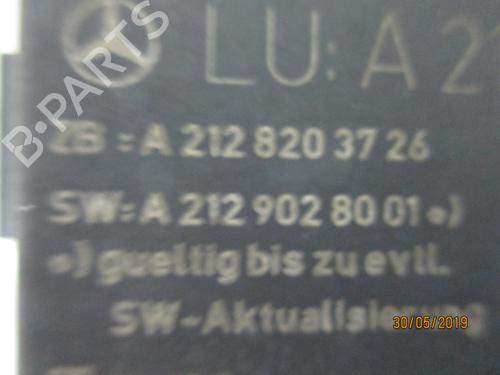 LU: A 2
ZB = A 212 820 37 26
SW = A 212 902 80 01 •)
•) gueltig bis zu evtl.
SW-Aktualisierung
30/05/2019
B-PARTS